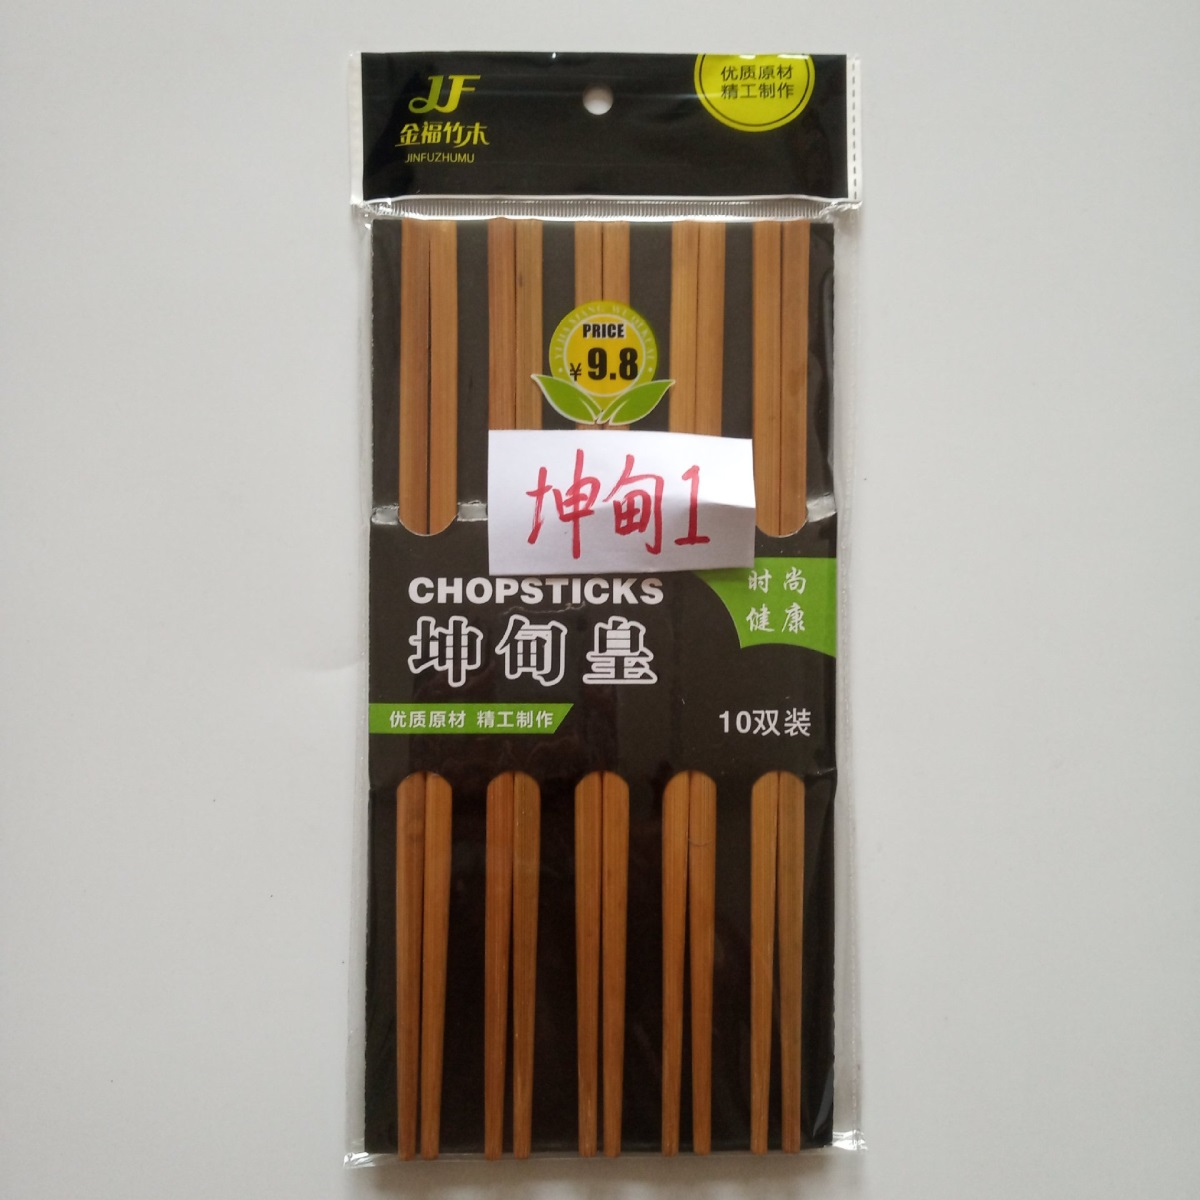 JF
金福竹木
JINFUZHUMU
优质原材
精工制作
PRICE
¥9.8
坤甸1
CHOPSTICKS
坤甸皇
时尚
健康
优质原材 精工制作
10双装